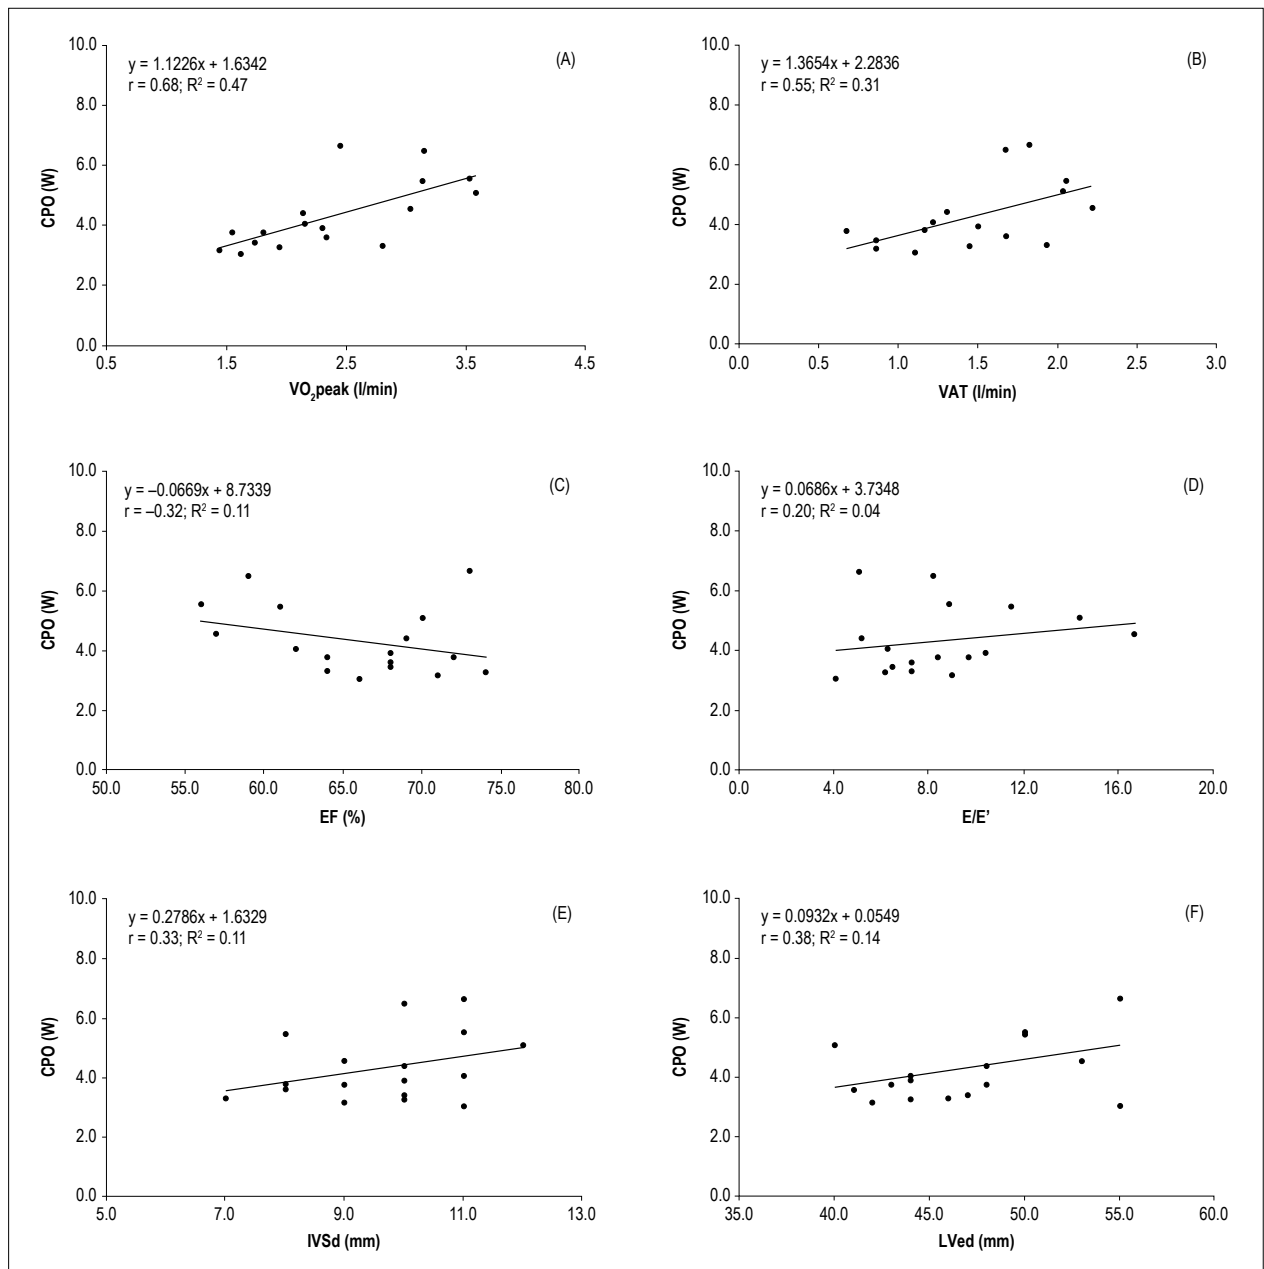 (A)
y = 1.1226x + 1.6342
r = 0.68; R² = 0.47
CPO (W)
10.0
8.0
6.0
4.0
2.0
0.0
0.5 1.5 2.5 3.5 4.5
VO₂peak (l/min)
(B)
y = 1.3654x + 2.2836
r = 0.55; R² = 0.31
CPO (W)
10.0
8.0
6.0
4.0
2.0
0.0
0.0 0.5 1.0 1.5 2.0 2.5 3.0
VAT (l/min)
(C)
y = –0.0669x + 8.7339
r = –0.32; R² = 0.11
CPO (W)
10.0
8.0
6.0
4.0
2.0
0.0
50.0 55.0 60.0 65.0 70.0 75.0 80.0
EF (%)
(D)
y = 0.0686x + 3.7348
r = 0.20; R² = 0.04
CPO (W)
10.0
8.0
6.0
4.0
2.0
0.0
0.0 4.0 8.0 12.0 16.0 20.0
E/E’
(E)
y = 0.2786x + 1.6329
r = 0.33; R² = 0.11
CPO (W)
10.0
8.0
6.0
4.0
2.0
0.0
5.0 7.0 9.0 11.0 13.0
IVSd (mm)
(F)
y = 0.0932x + 0.0549
r = 0.38; R² = 0.14
CPO (W)
10.0
8.0
6.0
4.0
2.0
0.0
35.0 40.0 45.0 50.0 55.0 60.0
LVed (mm)